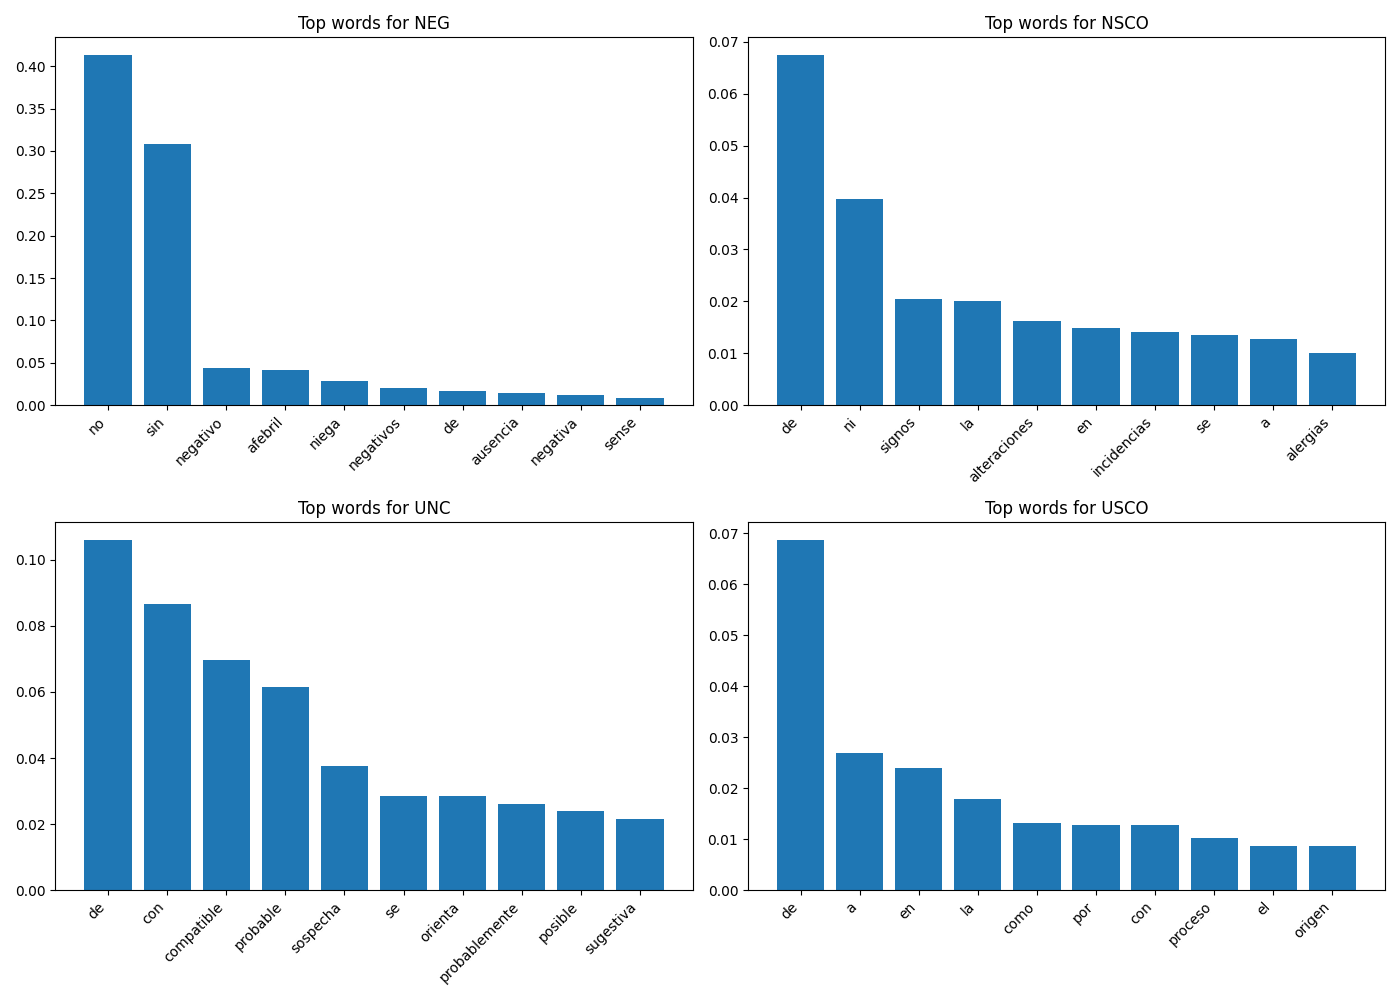 Top words for NEG
0.40
0.35
0.30
0.25
0.20
0.15
0.10
0.05
0.00
no
sin
negativo
afebril
niega
negativos
de
ausencia
negativa
sense
Top words for NSCO
0.07
0.06
0.05
0.04
0.03
0.02
0.01
0.00
de
ni
signos
la
alteraciones
en
incidencias
se
a
alergias
Top words for UNC
0.10
0.08
0.06
0.04
0.02
0.00
de
con
compatible
probable
sospecha
se
orienta
probablemente
posible
sugestiva
Top words for USCO
0.07
0.06
0.05
0.04
0.03
0.02
0.01
0.00
de
a
en
la
como
por
con
proceso
el
origen